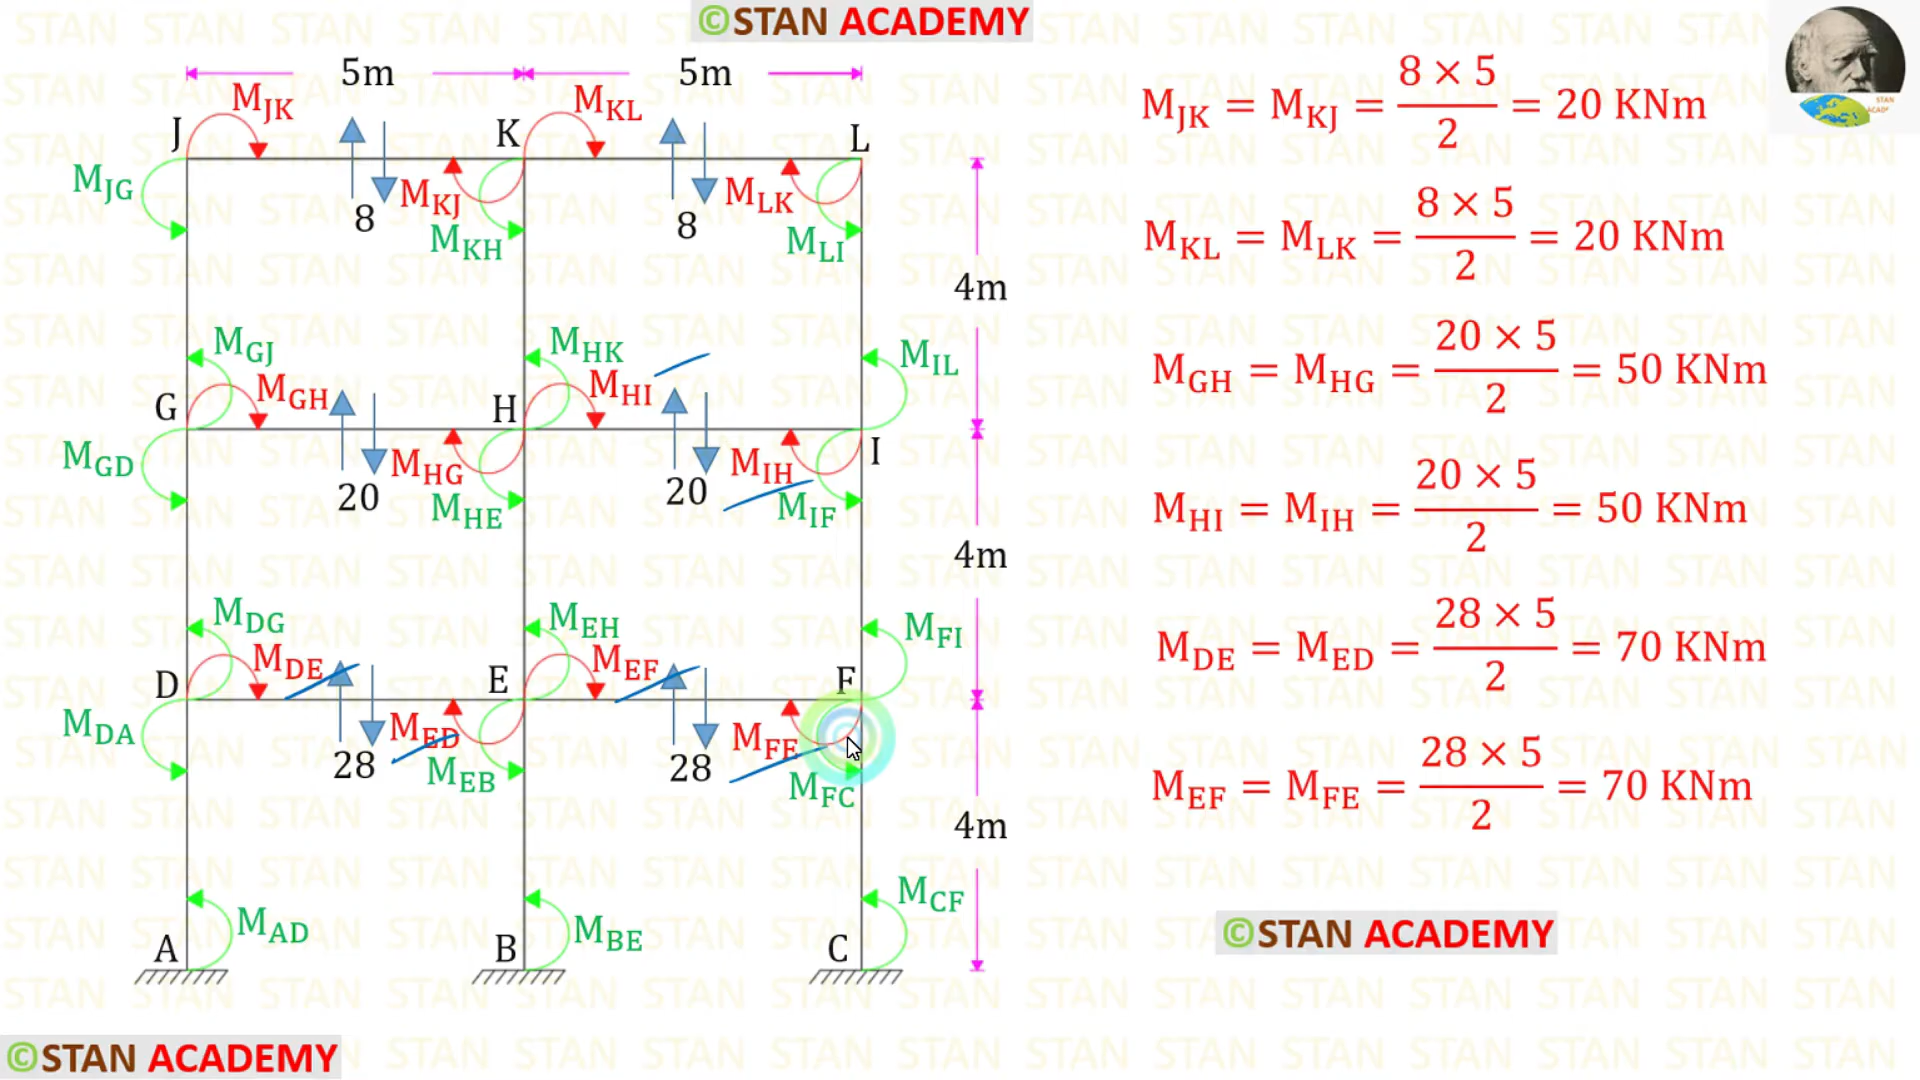 ©STAN ACADEMY
5m 5m
M_JK M_KL
J K L
M_JG M_KJ M_LK
8 8
M_KH M_LI
4m
M_GJ M_HK M_IL
G M_GH H M_HI I
M_GD M_HG M_IH
20 20
M_HE M_IF
4m
M_DG M_EH M_FI
D M_DE E M_EF F
M_DA M_ED M_FE
28 28
M_EB M_FC
4m
M_CF
M_AD M_BE
A B C
©STAN ACADEMY
M_JK = M_KJ = 8 × 5 / 2 = 20 KNm
M_KL = M_LK = 8 × 5 / 2 = 20 KNm
M_GH = M_HG = 20 × 5 / 2 = 50 KNm
M_HI = M_IH = 20 × 5 / 2 = 50 KNm
M_DE = M_ED = 28 × 5 / 2 = 70 KNm
M_EF = M_FE = 28 × 5 / 2 = 70 KNm
©STAN ACADEMY
STAN